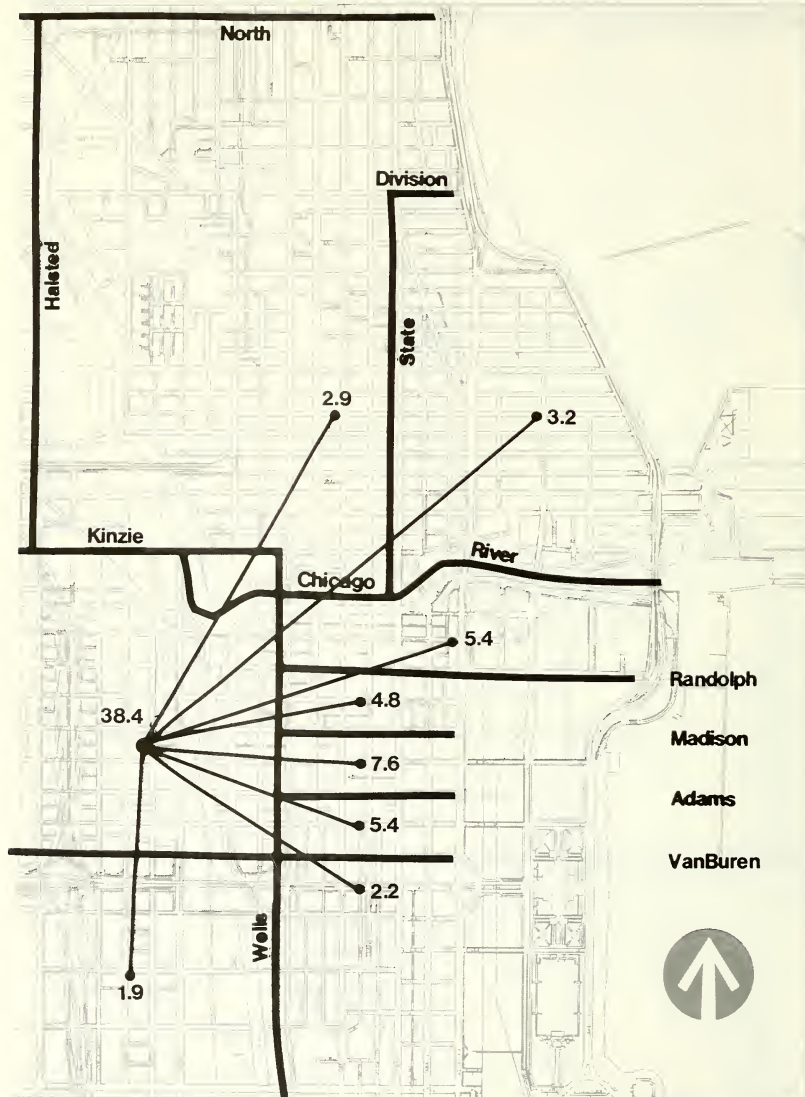 North
Division
Halsted
State
2.9
3.2
Kinzie
River
Chicago
5.4
Randolph
4.8
38.4
Madison
7.6
Adams
5.4
VanBuren
2.2
Wells
1.9